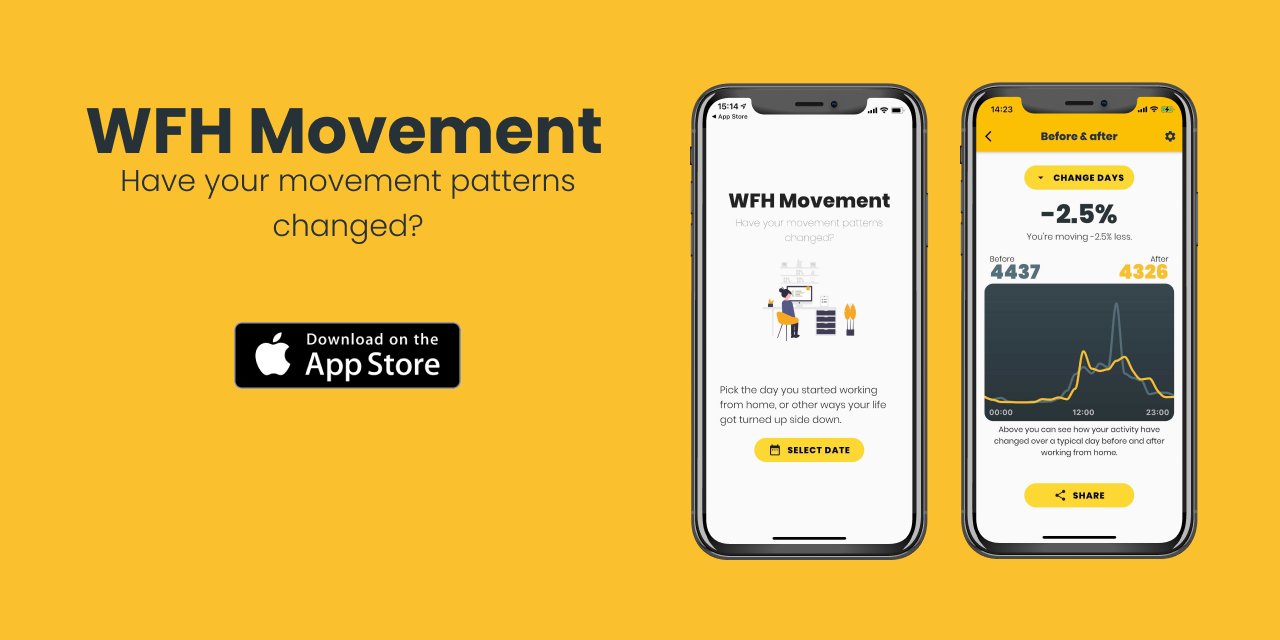 WFH Movement
Have your movement patterns
changed?
Download on the
App Store
15:14
◄ App Store
WFH Movement
Have your movement patterns
changed?
Pick the day you started working
from home, or other ways your life
got turned up side down.
SELECT DATE
14:23
Before & after
CHANGE DAYS
-2.5%
You're moving -2.5% less.
Before
After
4437
4326
00:00
12:00
23:00
Above you can see how your activity have
changed over a typical day before and after
working from home.
SHARE